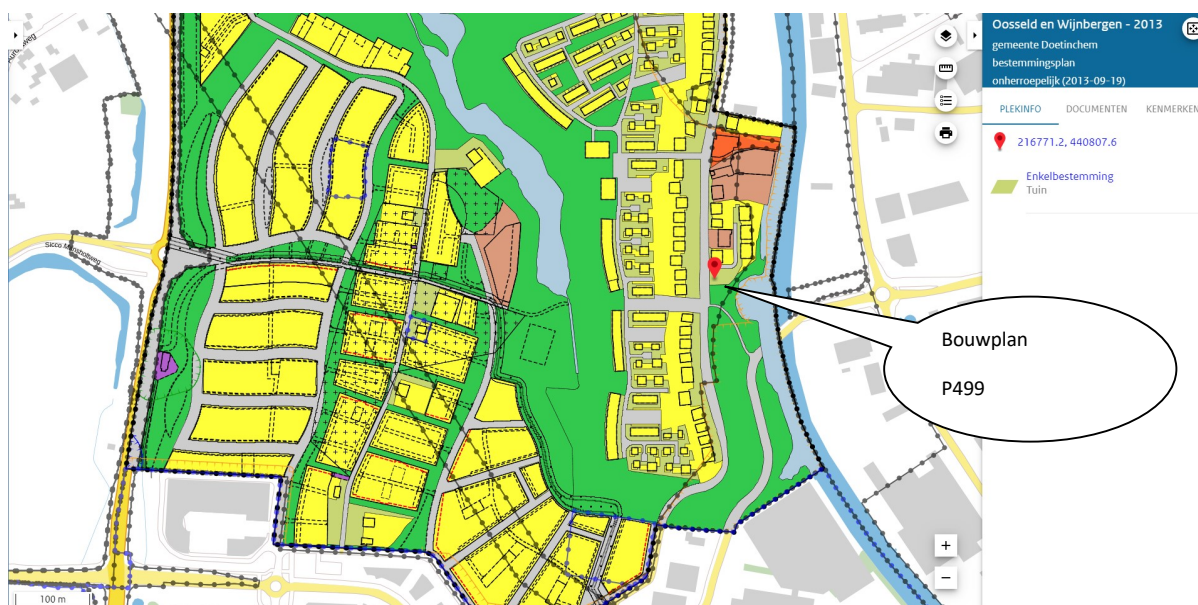 Oosseld en Wijnbergen - 2013
gemeente Doetinchem
bestemmingsplan
onherroepelijk (2013-09-19)
PLEKINFO DOCUMENTEN KENMERKEN
216771.2, 440807.6
Enkelbestemming
Tuin
Sicco Mansholtweg
Bouwplan
P499
100 m
+
−